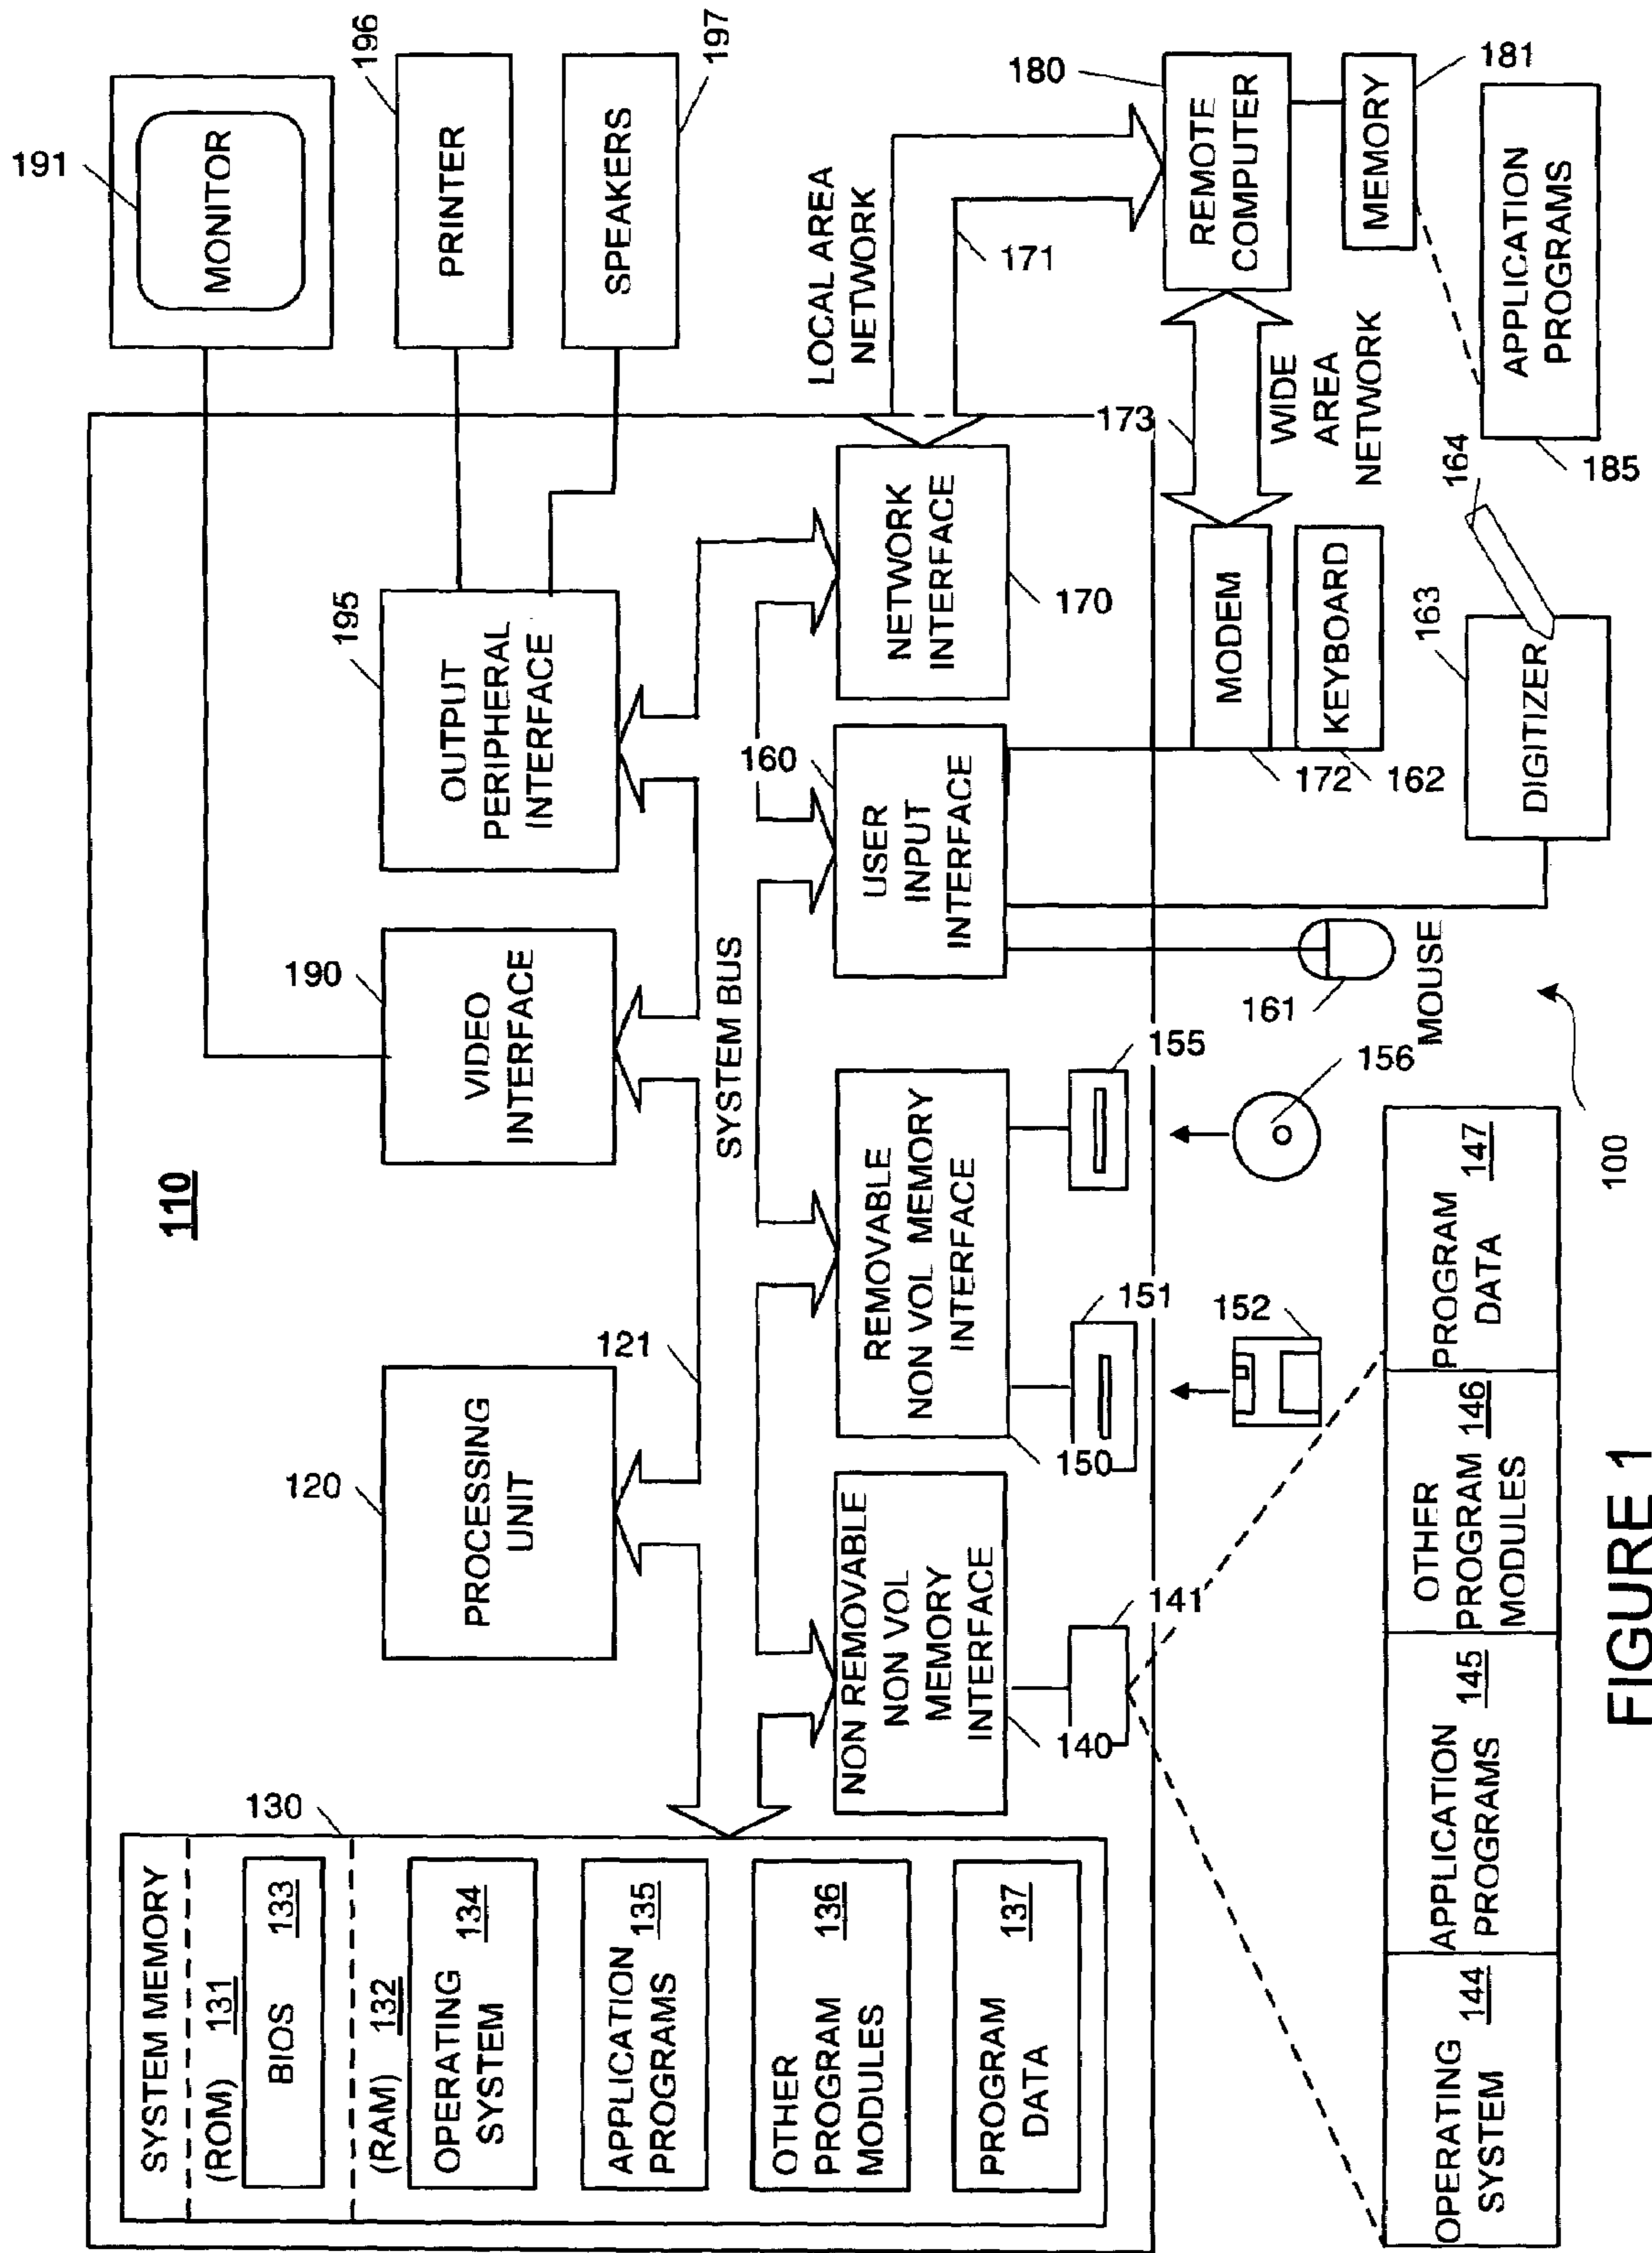 110
SYSTEM MEMORY
(ROM) 131
BIOS 133
(RAM) 132
OPERATING
SYSTEM 134
APPLICATION
PROGRAMS 135
OTHER
PROGRAM
MODULES 136
PROGRAM
DATA 137
130
120
PROCESSING
UNIT
121
SYSTEM BUS
190
VIDEO
INTERFACE
195
OUTPUT
PERIPHERAL
INTERFACE
191
MONITOR
196
PRINTER
SPEAKERS
197
NON REMOVABLE
NON VOL
MEMORY
INTERFACE
140
141
REMOVABLE
NON VOL MEMORY
INTERFACE
150
151
152
155
156
160
USER
INPUT
INTERFACE
NETWORK
INTERFACE
170
LOCAL AREA
NETWORK
171
173
WIDE
AREA
NETWORK
180
REMOTE
COMPUTER
MEMORY
181
APPLICATION
PROGRAMS
185
MODEM
172
KEYBOARD
162
161
MOUSE
163
DIGITIZER
164
OPERATING
SYSTEM 144
APPLICATION
PROGRAMS 145
OTHER
PROGRAM 146
MODULES
PROGRAM
DATA 147
100
FIGURE 1